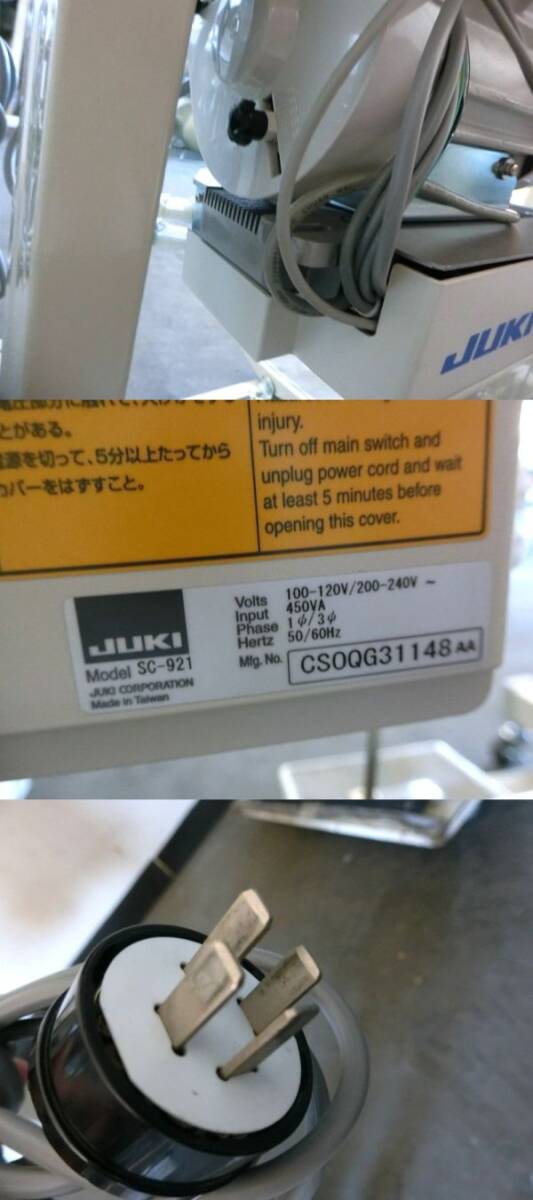 JUKI
とがある。
源を切って、5分以上たってから
カバーをはずすこと。
injury.
Turn off main switch and
unplug power cord and wait
at least 5 minutes before
opening this cover.
JUKI
Model SC-921
JUKI CORPORATION
Made in Taiwan
Volts 100-120V/200-240V ~
Input 450VA
Phase 1φ/3φ
Hertz 50/60Hz
Mfg. No. CS0QG31148 AA